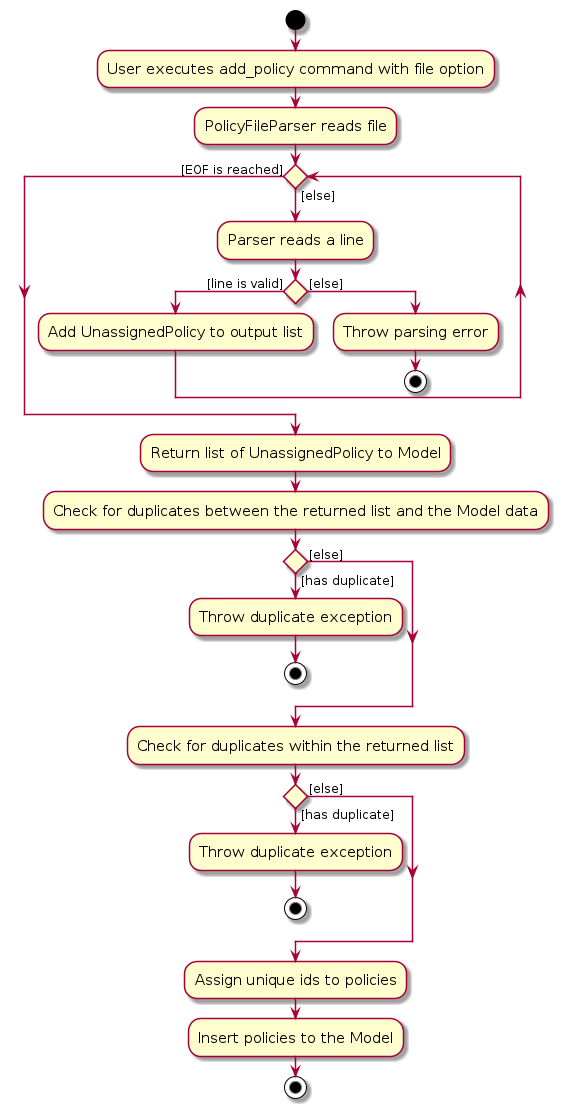 User executes add_policy command with file option
PolicyFileParser reads file
[EOF is reached]
[else]
Parser reads a line
[line is valid]
[else]
Add UnassignedPolicy to output list
Throw parsing error
Return list of UnassignedPolicy to Model
Check for duplicates between the returned list and the Model data
[else]
[has duplicate]
Throw duplicate exception
Check for duplicates within the returned list
[else]
[has duplicate]
Throw duplicate exception
Assign unique ids to policies
Insert policies to the Model